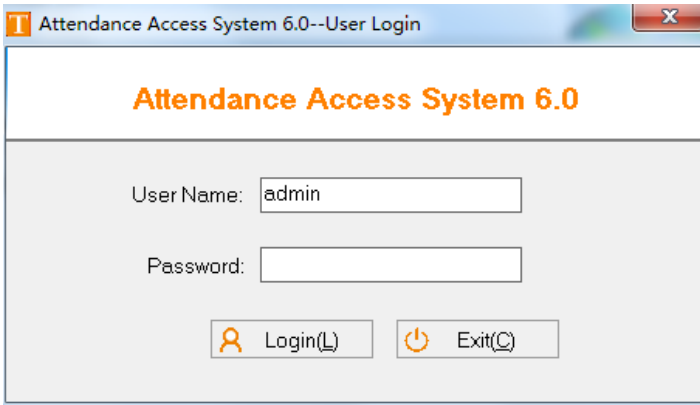 T Attendance Access System 6.0--User Login
Attendance Access System 6.0
User Name: admin
Password:
Login(L) Exit(C)